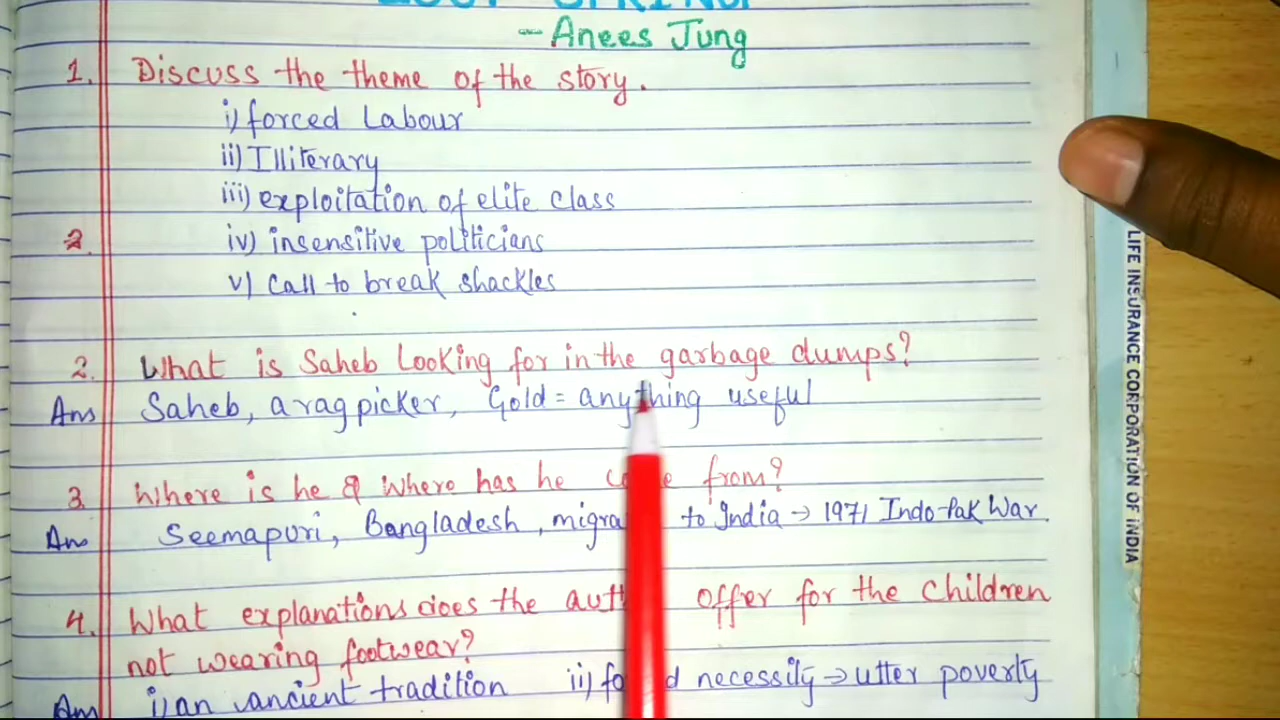 — Anees Jung
1. Discuss the theme of the story.
i) forced Labour
ii) Illiterary
iii) exploitation of elite class
2. iv) insensitive politicians
v) call to break shackles
2. What is Saheb Looking for in the garbage dumps?
Ans Saheb, a rag picker, Gold = anything useful
3. Where is he & Where has he from?
Ans Seemapuri, Bangladesh, to India → 1971 Indo-Pak War.
4. What explanations does the offer for the children
not wearing footwear?
Ans i) an ancient tradition ii) necessity → utter poverty
LIFE INSURANCE CORPORATION OF INDIA